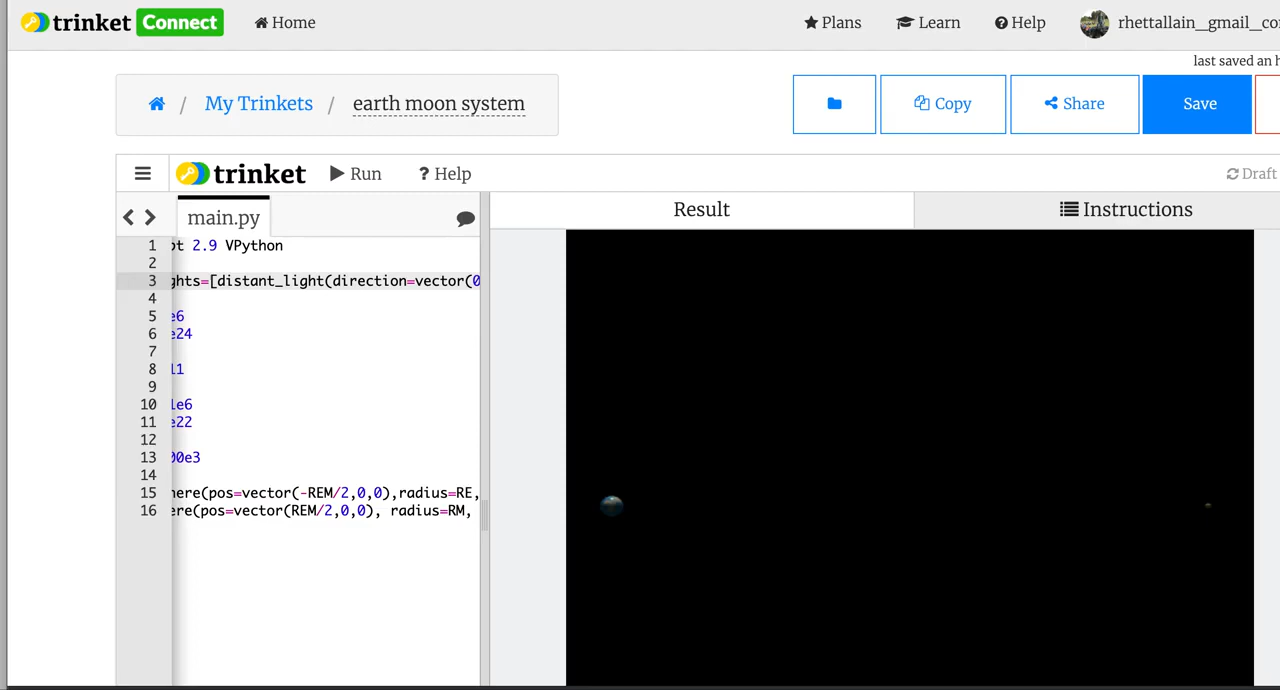 trinket Connect Home Plans Learn Help rhettallain_gmail_co
last saved an h
/ My Trinkets / earth moon system Copy Share Save
trinket Run ? Help Draft
main.py Result Instructions
1 pt 2.9 VPython
2
3 ghts=[distant_light(direction=vector(0
4
5 e6
6 e24
7
8 11
9
10 1e6
11 e22
12
13 00e3
14
15 here(pos=vector(-REM/2,0,0),radius=RE,
16 ere(pos=vector(REM/2,0,0), radius=RM,